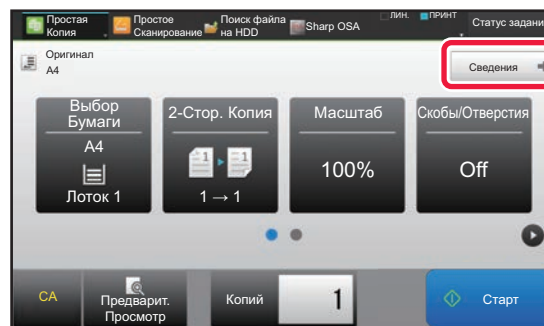 Простая Копия
Простое Сканирование
Поиск файла на HDD
Sharp OSA
ЛИН.
ПРИНТ
Статус задани
Оригинал
A4
Сведения
Выбор Бумаги
A4
Лоток 1
2-Стор. Копия
1
1
1 → 1
Масштаб
100%
Скобы/Отверстия
Off
CA
Предварит. Просмотр
Копий
1
Старт